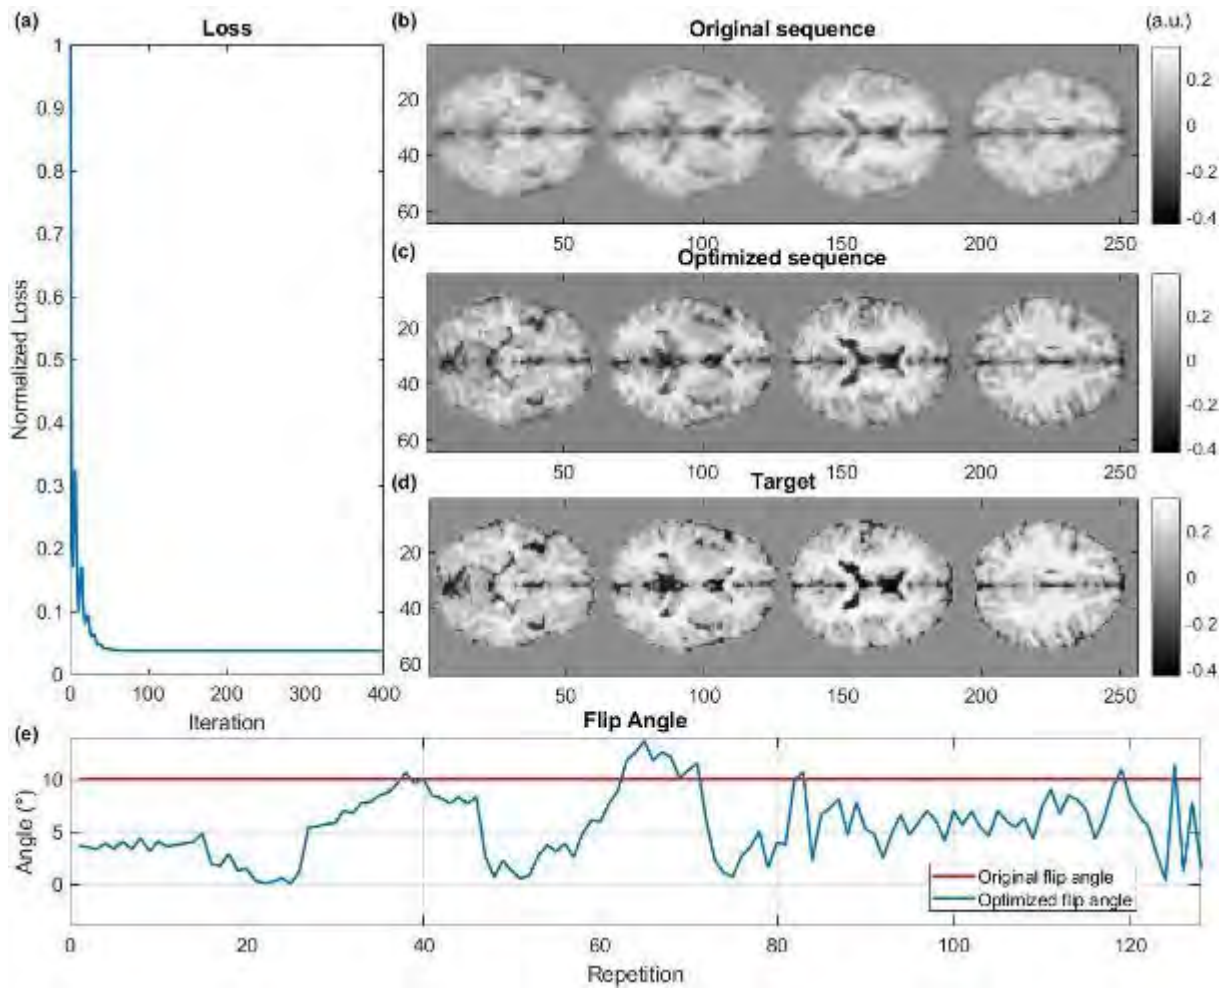 (a)
Loss
1
0.9
0.8
0.7
0.6
0.5
0.4
0.3
0.2
0.1
0
Normalized Loss
0 100 200 300 400
Iteration
(b)
Original sequence
(a.u.)
20
40
60
50 100 150 200 250
0.2
0
-0.2
-0.4
(c)
Optimized sequence
20
40
60
50 100 150 200 250
0.2
0
-0.2
-0.4
(d)
Target
20
40
60
50 100 150 200 250
0.2
0
-0.2
-0.4
(e)
Flip Angle
10
5
0
Angle (°)
Original flip angle
Optimized flip angle
0 20 40 60 80 100 120
Repetition